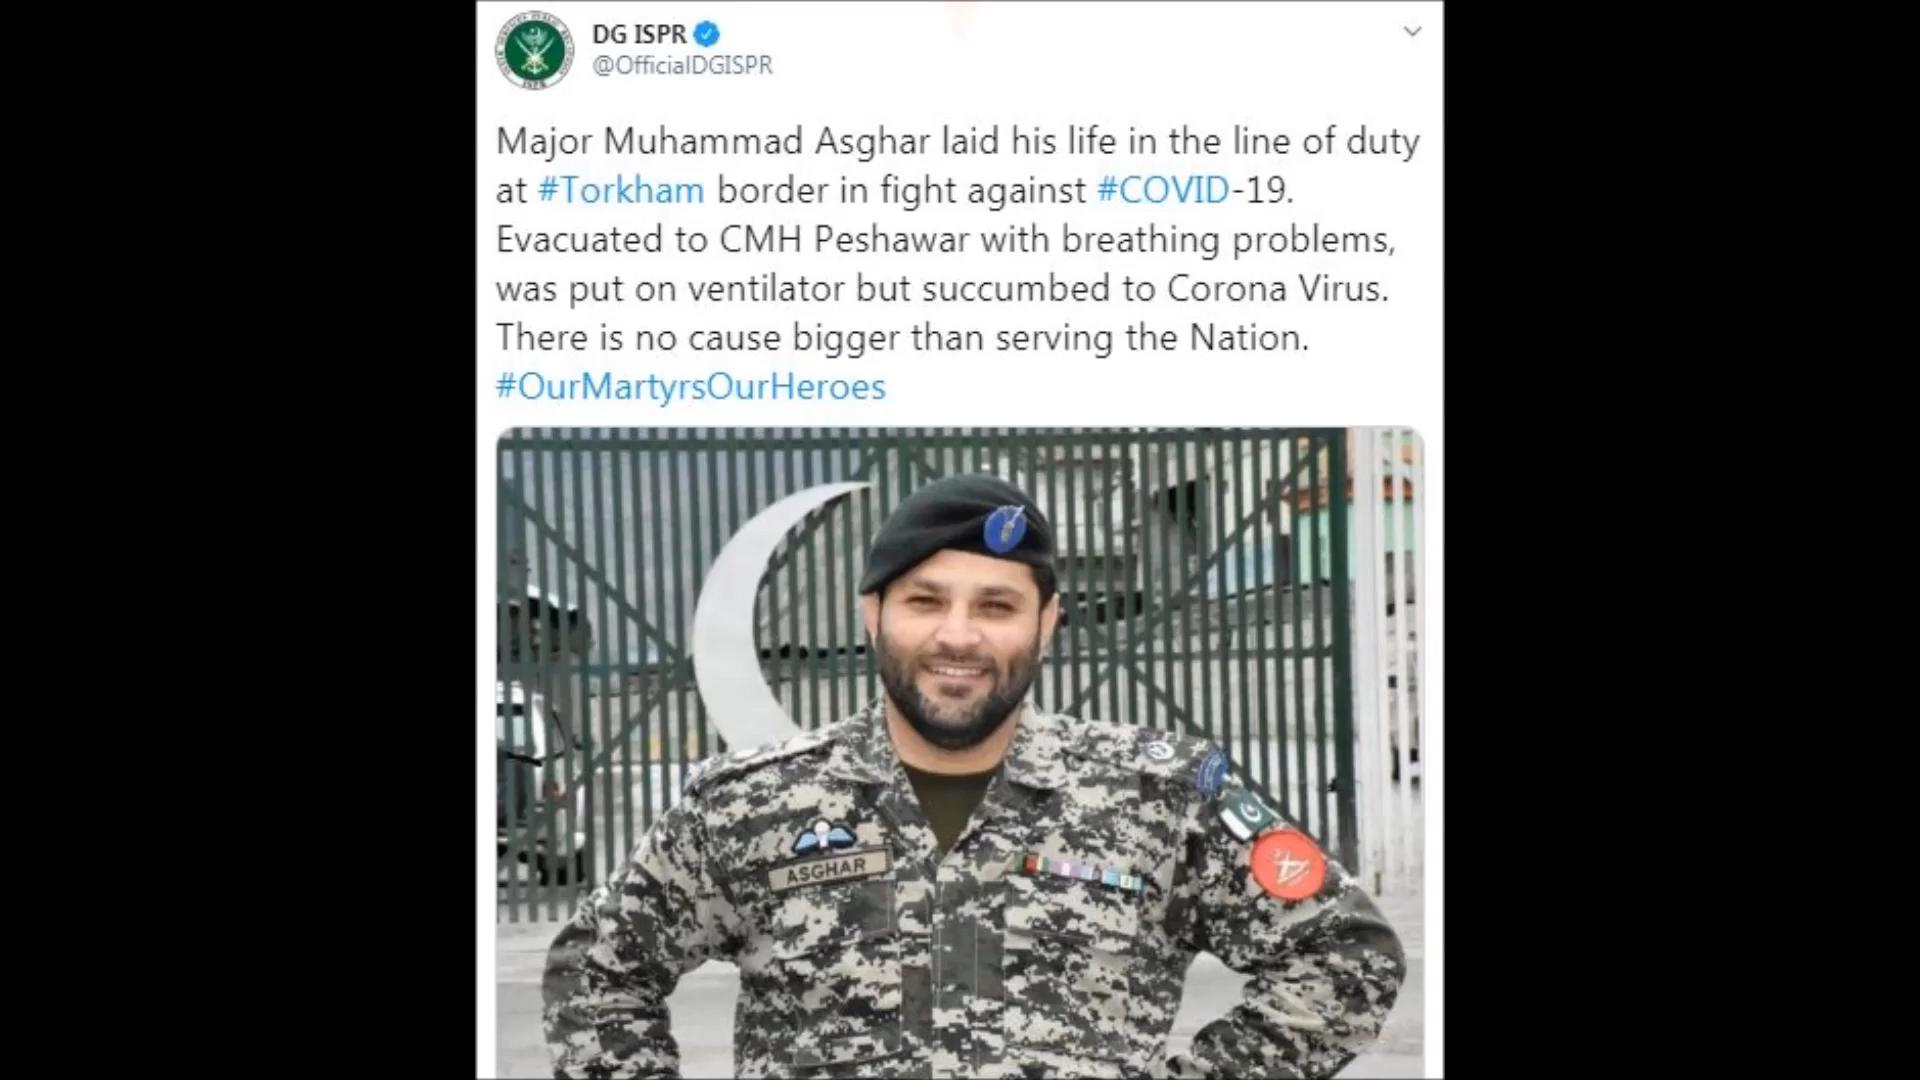 DG ISPR
@OfficialDGISPR
Major Muhammad Asghar laid his life in the line of duty
at #Torkham border in fight against #COVID-19.
Evacuated to CMH Peshawar with breathing problems,
was put on ventilator but succumbed to Corona Virus.
There is no cause bigger than serving the Nation.
#OurMartyrsOurHeroes
ASGHAR